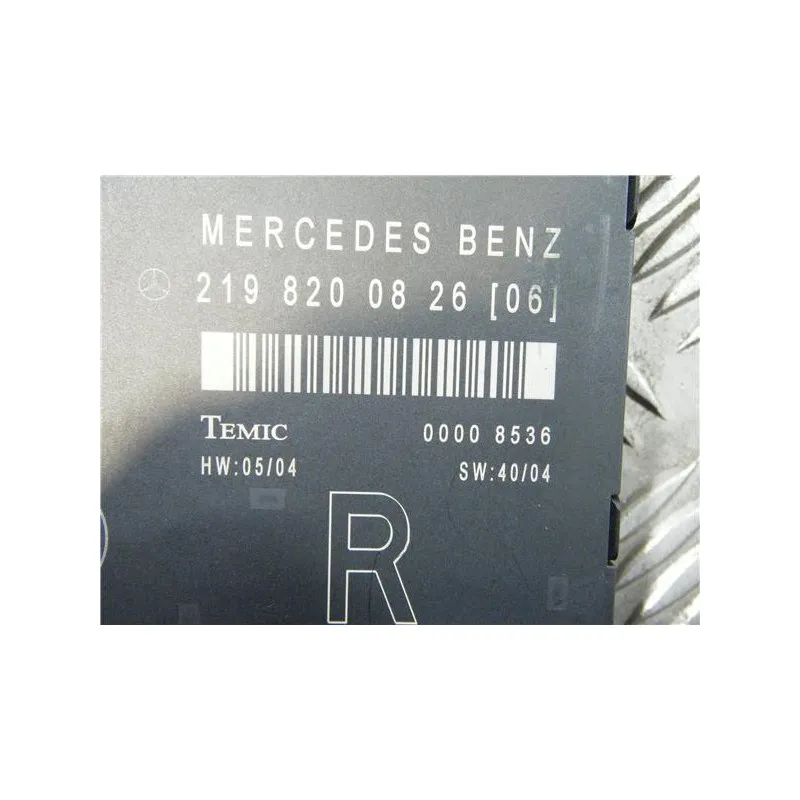 MERCEDES BENZ
219 820 08 26 [06]
TEMIC 0000 8536
HW:05/04 SW:40/04
R